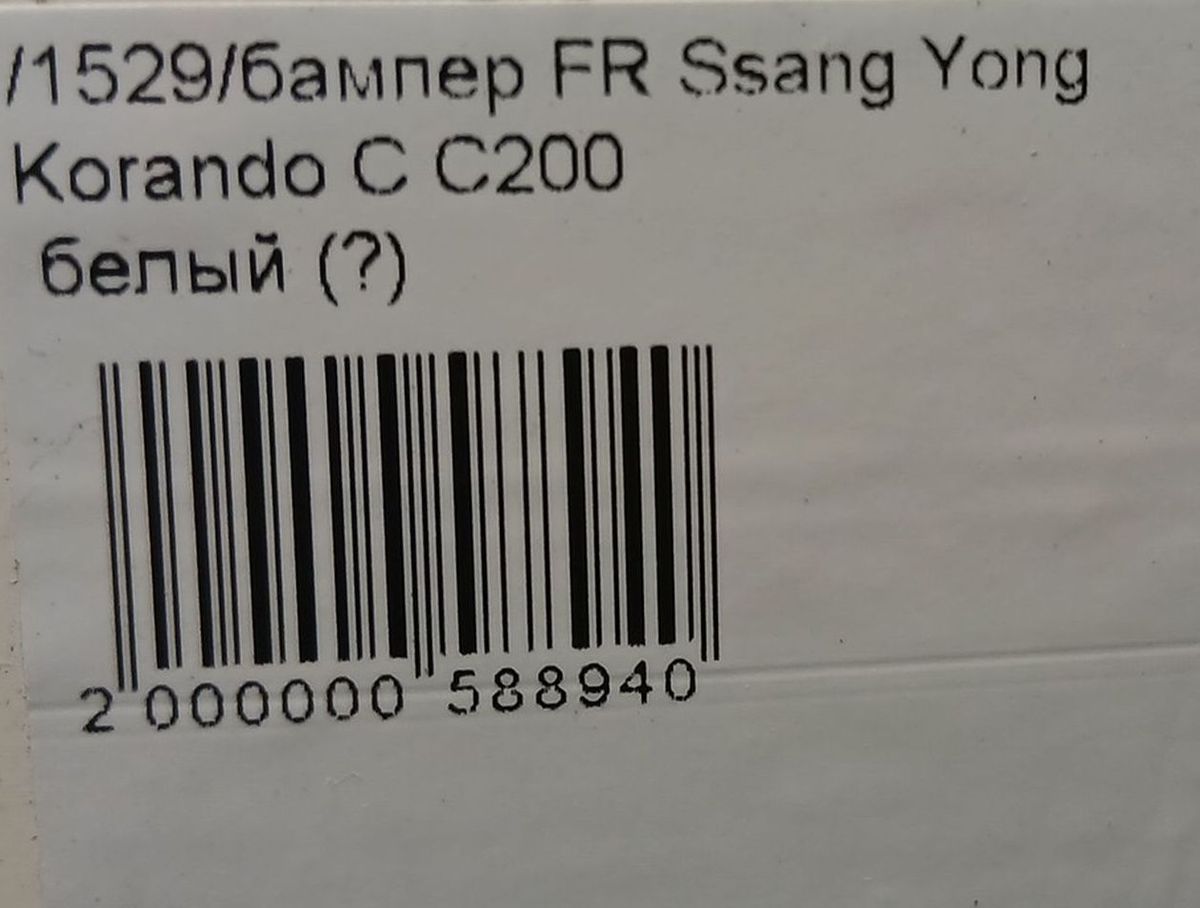 /1529/бампер FR Ssang Yong
Korando C C200
белый (?)
2 000000 588940